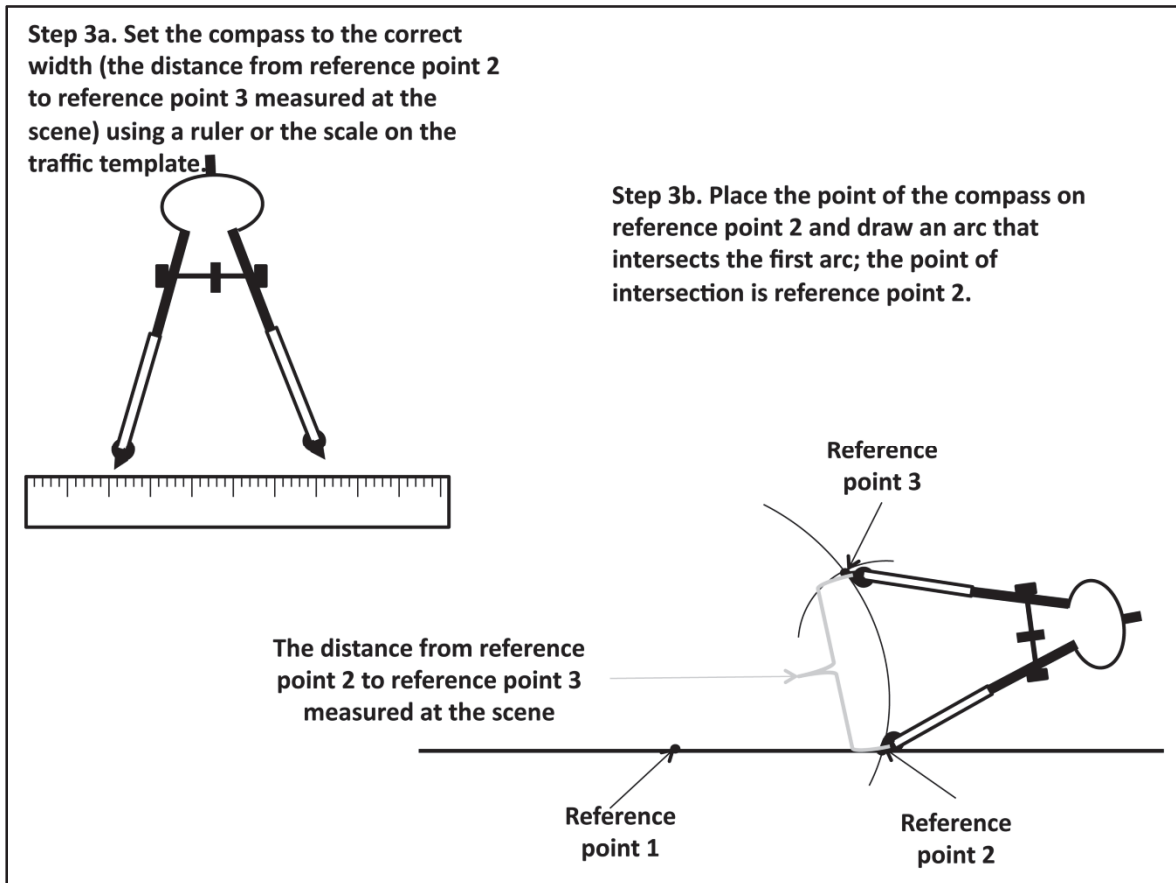 Step 3a. Set the compass to the correct
width (the distance from reference point 2
to reference point 3 measured at the
scene) using a ruler or the scale on the
traffic template.
Step 3b. Place the point of the compass on
reference point 2 and draw an arc that
intersects the first arc; the point of
intersection is reference point 2.
Reference
point 3
The distance from reference
point 2 to reference point 3
measured at the scene
Reference
point 1
Reference
point 2